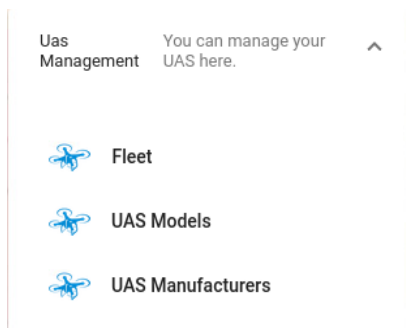 Uas Management
You can manage your UAS here.
Fleet
UAS Models
UAS Manufacturers